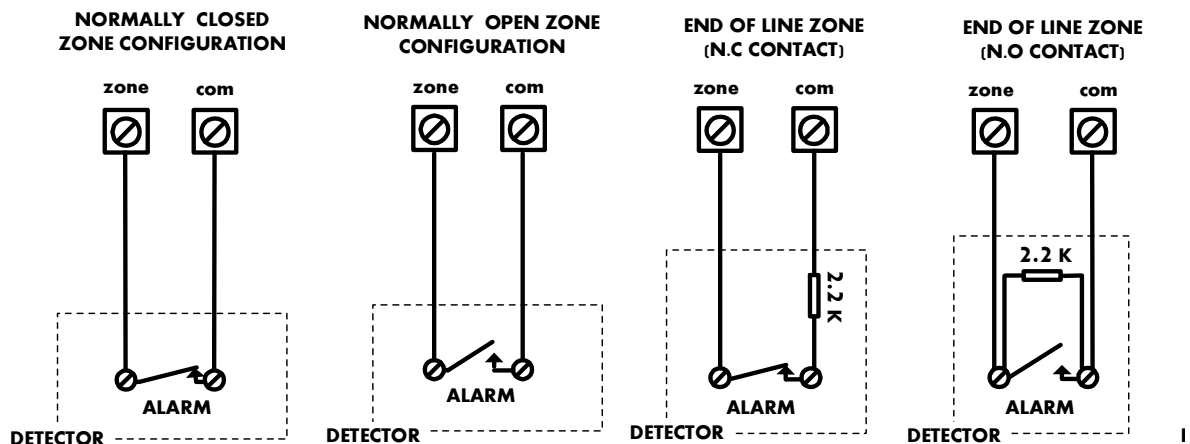 NORMALLY CLOSED
ZONE CONFIGURATION
zone com
ALARM
DETECTOR
NORMALLY OPEN ZONE
CONFIGURATION
zone com
ALARM
DETECTOR
END OF LINE ZONE
(N.C CONTACT)
zone com
2.2 K
ALARM
DETECTOR
END OF LINE ZONE
(N.O CONTACT)
zone com
2.2 K
ALARM
DETECTOR